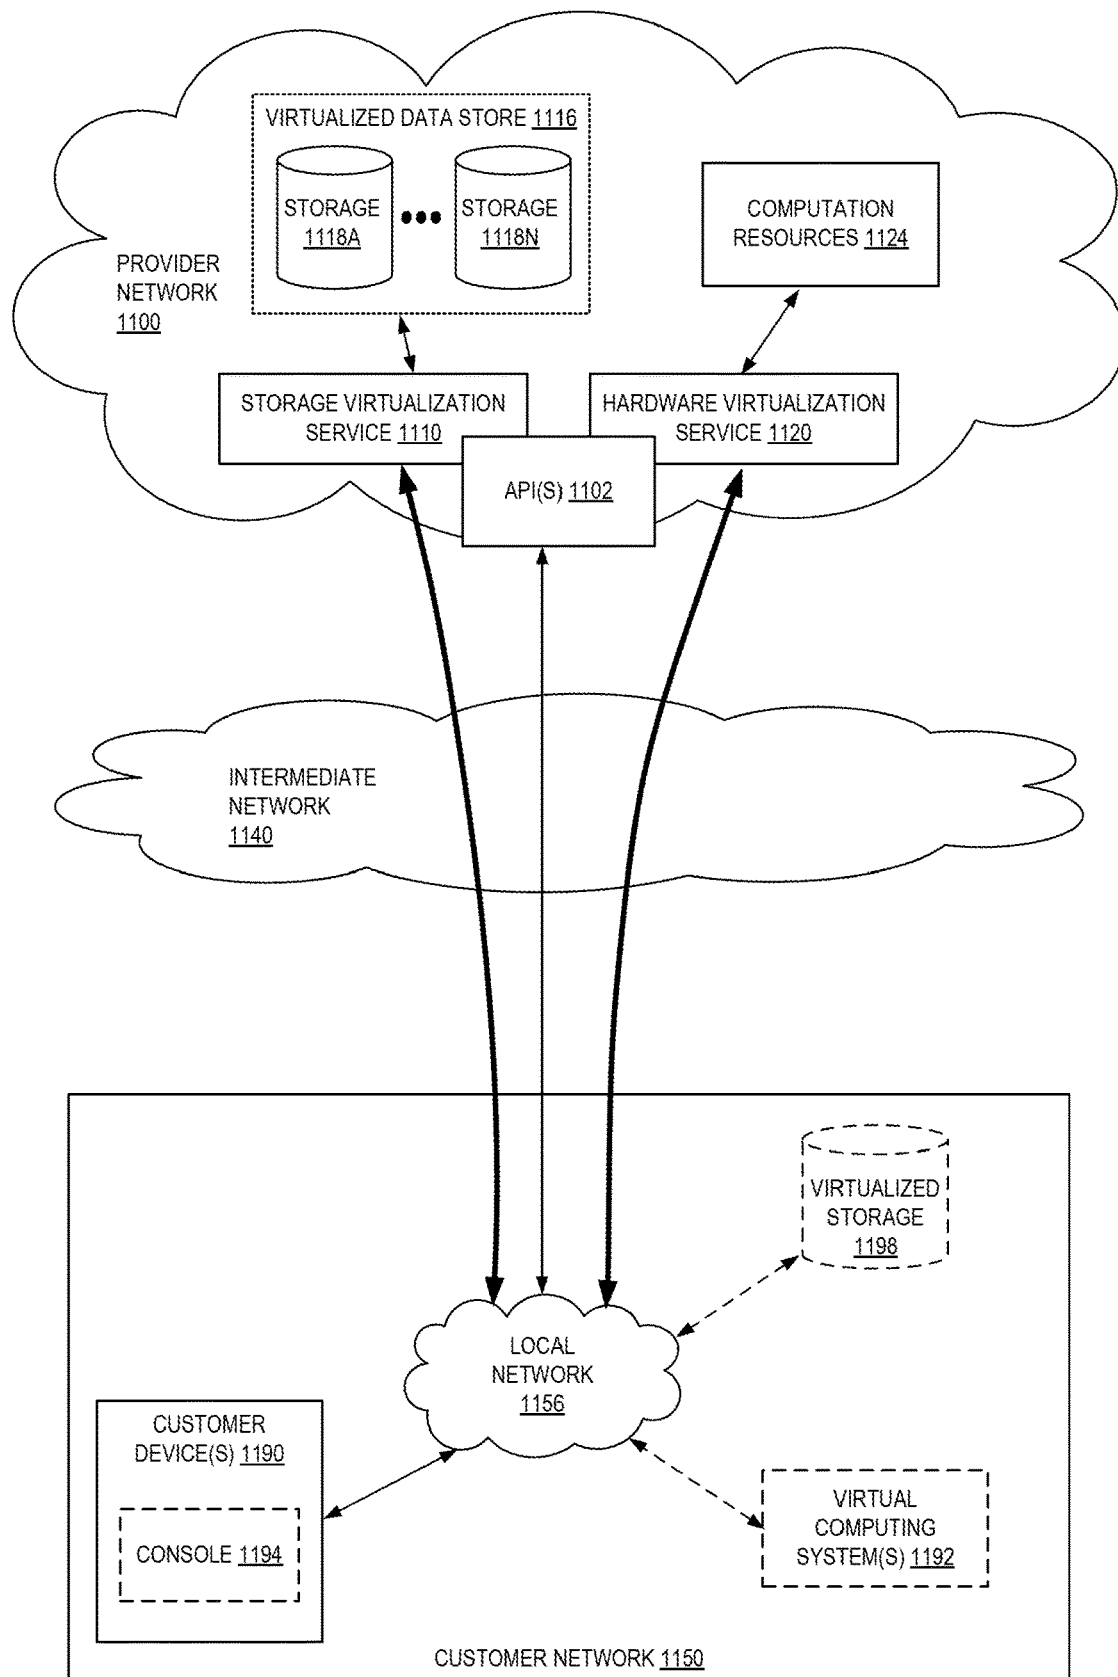 VIRTUALIZED DATA STORE 1116
STORAGE
1118A
STORAGE
1118N
COMPUTATION
RESOURCES 1124
PROVIDER
NETWORK
1100
STORAGE VIRTUALIZATION
SERVICE 1110
HARDWARE VIRTUALIZATION
SERVICE 1120
API(S) 1102
INTERMEDIATE
NETWORK
1140
VIRTUALIZED
STORAGE
1198
LOCAL
NETWORK
1156
CUSTOMER
DEVICE(S) 1190
CONSOLE 1194
VIRTUAL
COMPUTING
SYSTEM(S) 1192
CUSTOMER NETWORK 1150